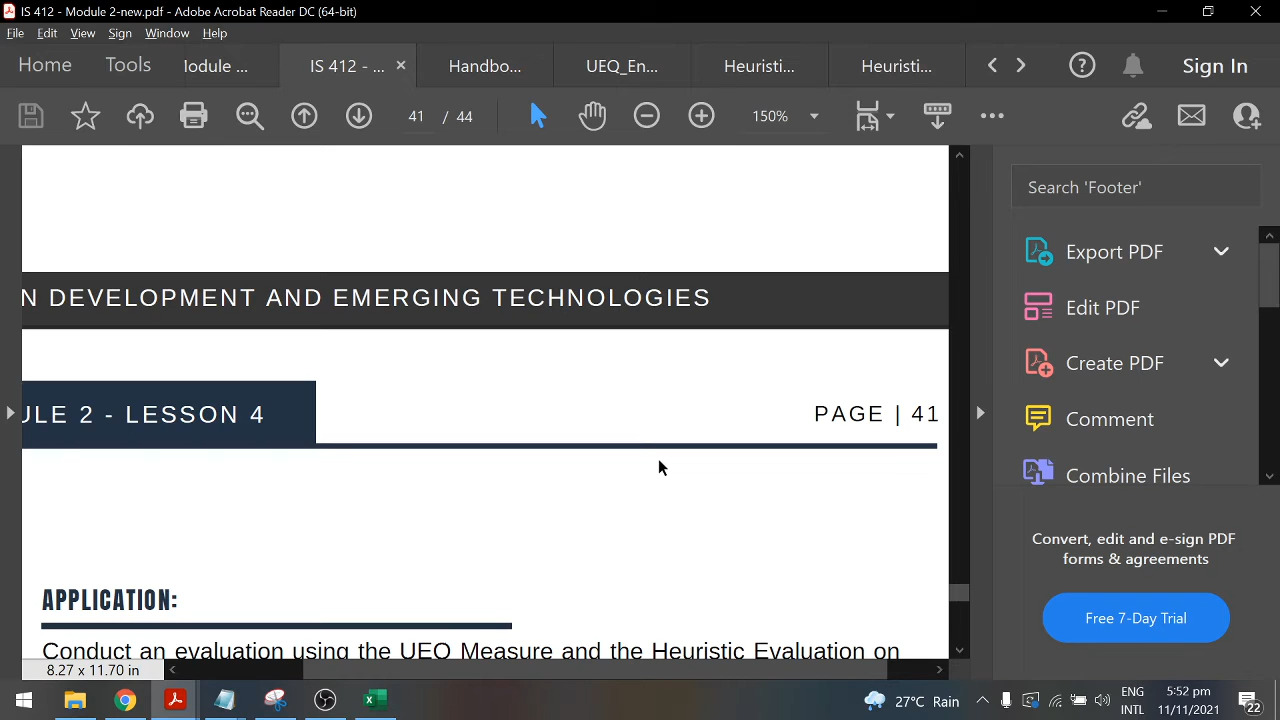 IS 412 - Module 2-new.pdf - Adobe Acrobat Reader DC (64-bit)
File Edit View Sign Window Help
Home Tools lodule ... IS 412 - ... × Handbo... UEQ_En... Heuristi... Heuristi... Sign In
41 / 44 150%
N DEVELOPMENT AND EMERGING TECHNOLOGIES
ULE 2 - LESSON 4
PAGE | 41
APPLICATION:
Conduct an evaluation using the UEQ Measure and the Heuristic Evaluation on
8.27 x 11.70 in
Search 'Footer'
Export PDF
Edit PDF
Create PDF
Comment
Combine Files
Convert, edit and e-sign PDF
forms & agreements
Free 7-Day Trial
27°C Rain
ENG
INTL
5:52 pm
11/11/2021
22